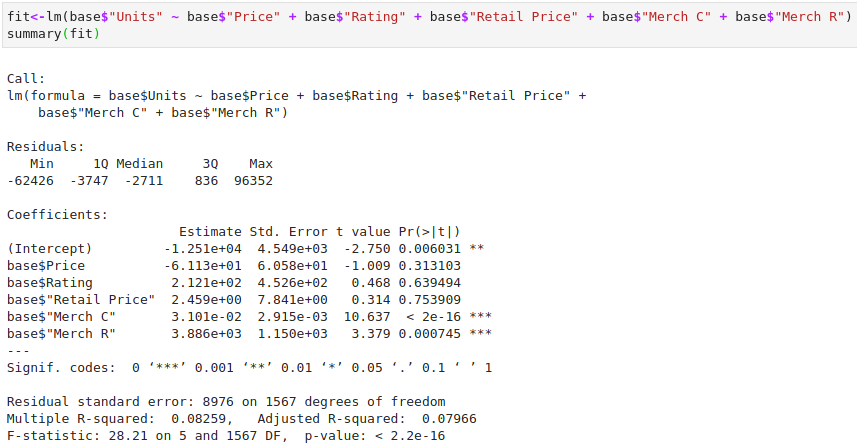 fit<-lm(base$"Units" ~ base$"Price" + base$"Rating" + base$"Retail Price" + base$"Merch C" + base$"Merch R")
summary(fit)
Call:
lm(formula = base$Units ~ base$Price + base$Rating + base$"Retail Price" +
    base$"Merch C" + base$"Merch R")
Residuals:
   Min     1Q Median     3Q    Max
-62426  -3747  -2711    836  96352
Coefficients:
                      Estimate Std. Error t value Pr(>|t|)
(Intercept)         -1.251e+04  4.549e+03  -2.750 0.006031 **
base$Price          -6.113e+01  6.058e+01  -1.009 0.313103
base$Rating          2.121e+02  4.526e+02   0.468 0.639494
base$"Retail Price"  2.459e+00  7.841e+00   0.314 0.753909
base$"Merch C"       3.101e-02  2.915e-03  10.637  < 2e-16 ***
base$"Merch R"       3.886e+03  1.150e+03   3.379 0.000745 ***
---
Signif. codes:  0 ‘***’ 0.001 ‘**’ 0.01 ‘*’ 0.05 ‘.’ 0.1 ‘ ’ 1
Residual standard error: 8976 on 1567 degrees of freedom
Multiple R-squared:  0.08259,   Adjusted R-squared:  0.07966
F-statistic: 28.21 on 5 and 1567 DF,  p-value: < 2.2e-16